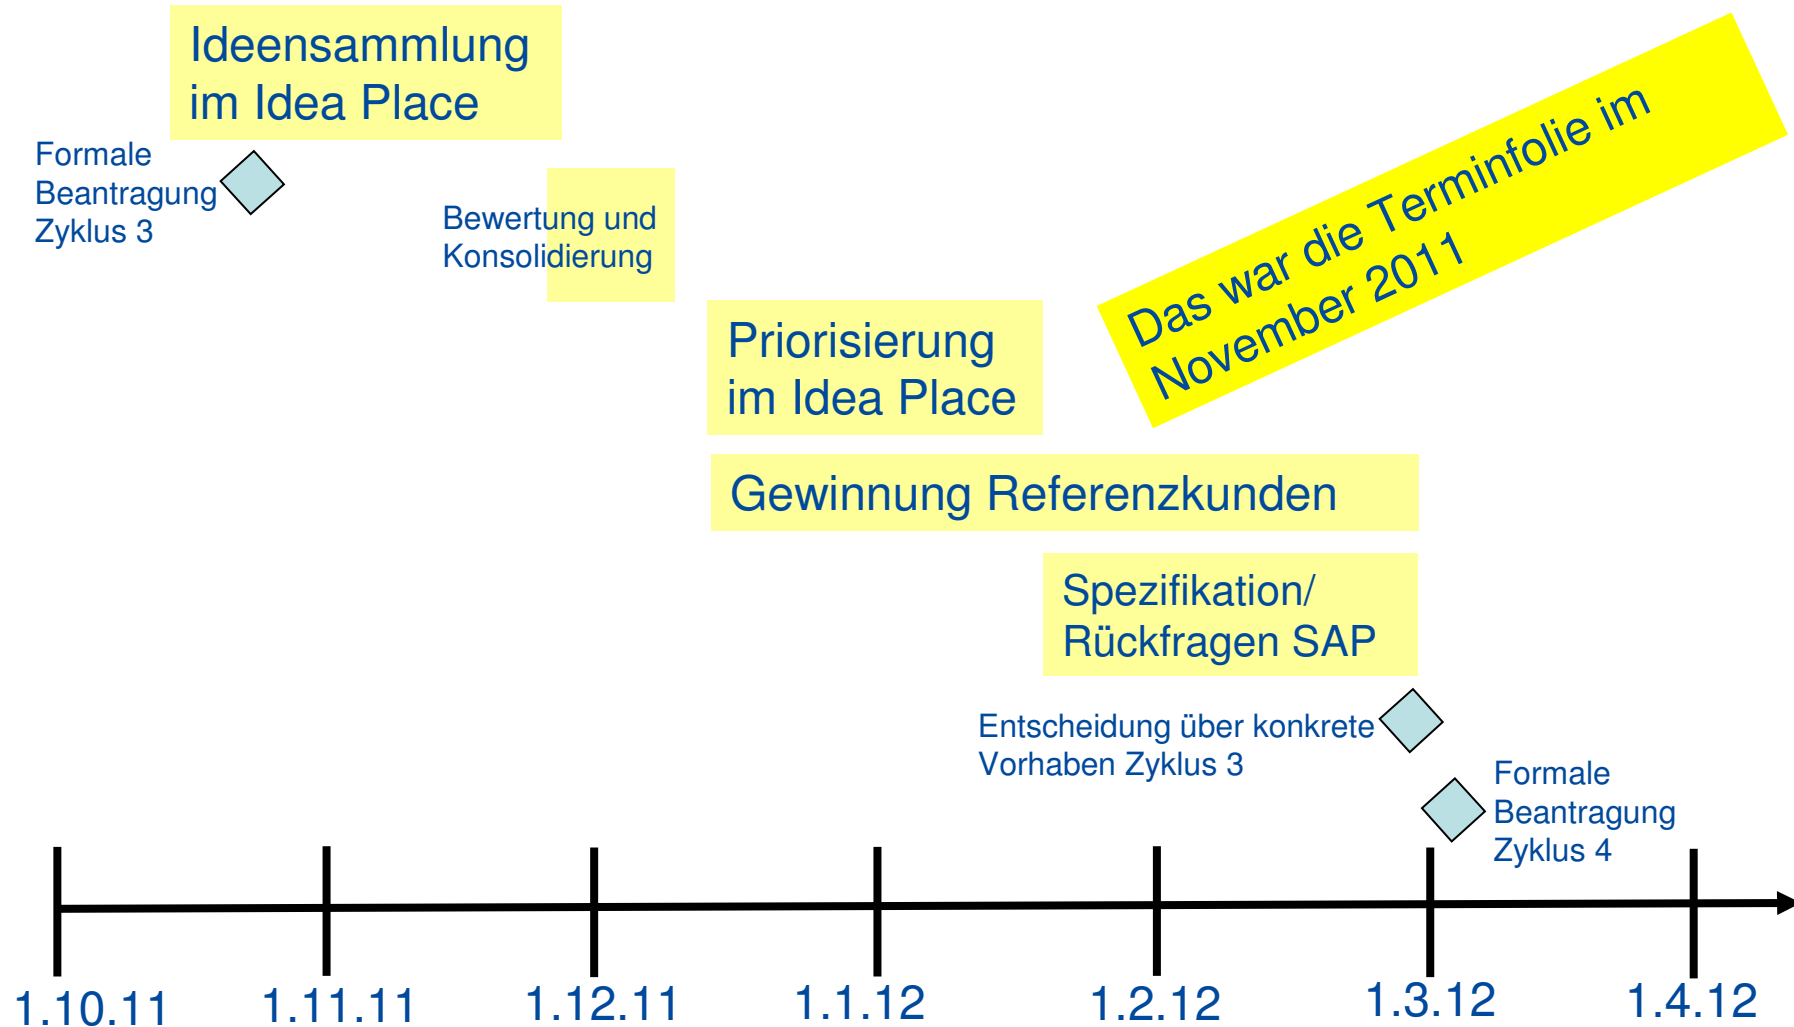 Ideensammlung
im Idea Place
Formale
Beantragung
Zyklus 3
Bewertung und
Konsolidierung
Das war die Terminfolie im
November 2011
Priorisierung
im Idea Place
Gewinnung Referenzkunden
Spezifikation/
Rückfragen SAP
Entscheidung über konkrete
Vorhaben Zyklus 3
Formale
Beantragung
Zyklus 4
1.10.11
1.11.11
1.12.11
1.1.12
1.2.12
1.3.12
1.4.12